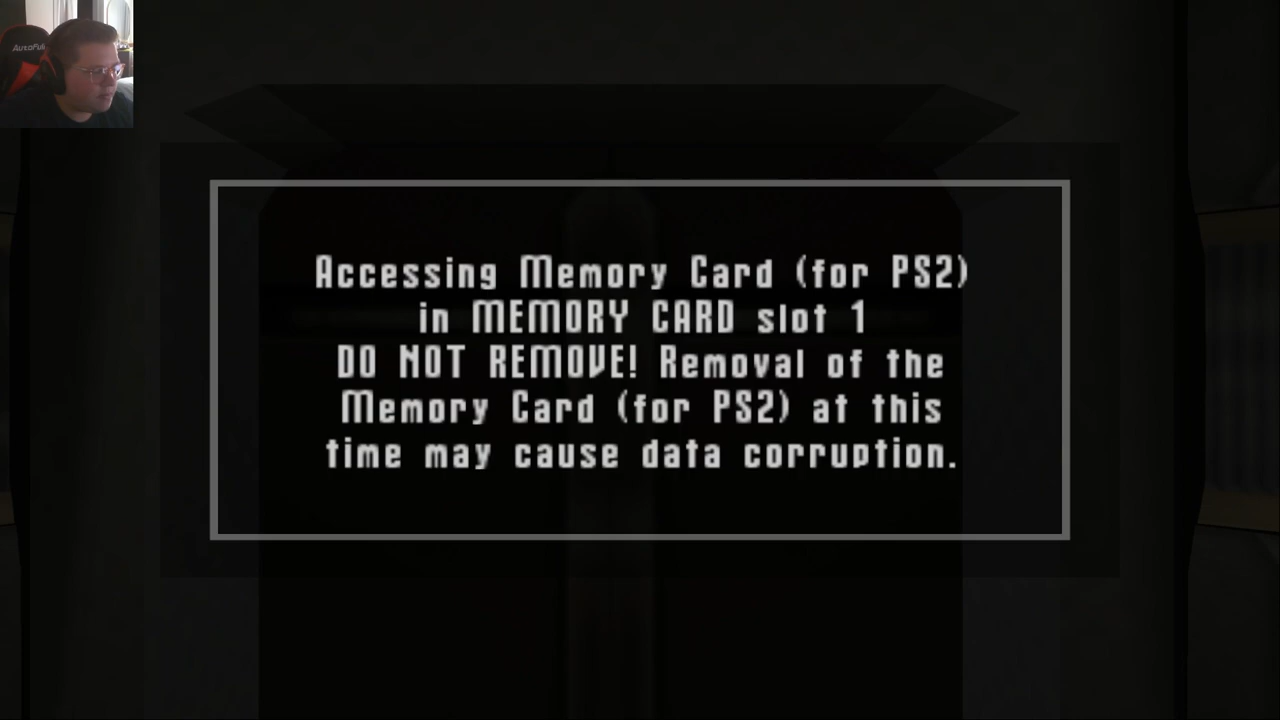 AutoFull
Accessing Memory Card (for PS2)
in MEMORY CARD slot 1
DO NOT REMOVE! Removal of the
Memory Card (for PS2) at this
time may cause data corruption.